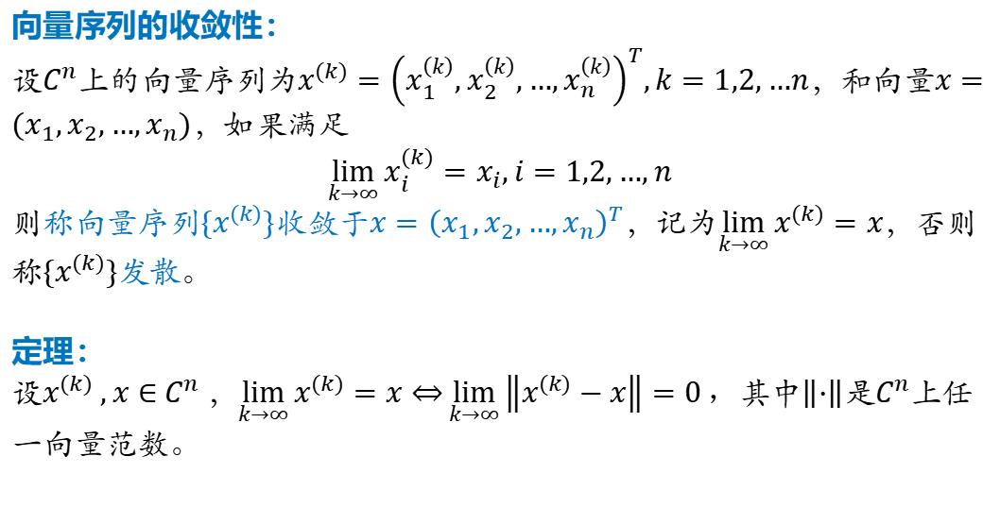 向量序列的收敛性：
设$C^n$上的向量序列为$x^{(k)} = \left(x_1^{(k)}, x_2^{(k)}, \ldots, x_n^{(k)}\right)^T, k = 1,2, \ldots n$，和向量$x =$
$(x_1, x_2, \ldots, x_n)$，如果满足
$\lim_{k \to \infty} x_i^{(k)} = x_i, i = 1,2, \ldots, n$
则称向量序列$\{x^{(k)}\}$收敛于$x = (x_1, x_2, \ldots, x_n)^T$，记为$\lim_{k \to \infty} x^{(k)} = x$，否则
称$\{x^{(k)}\}$发散。
定理：
设$x^{(k)}, x \in C^n$，$\lim_{k \to \infty} x^{(k)} = x \Leftrightarrow \lim_{k \to \infty} \left\| x^{(k)} - x \right\| = 0$，其中$\|\cdot\|$是$C^n$上任
一向量范数。